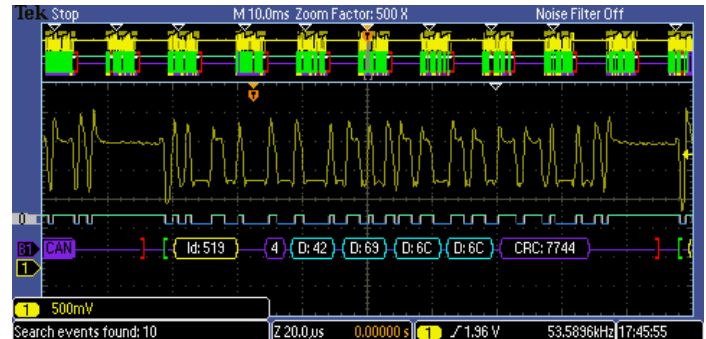 Tek Stop M 10.0ms Zoom Factor: 500 X Noise Filter Off
T
T
0
B1 CAN ] [ Id: 519 4 D: 42 D: 69 D: 6C D: 6C CRC: 7744 ] [
1
1 500mV
Search events found: 10 Z 20.0µs 0.00000 s 1 1.96 V 53.5896kHz 17:45:55